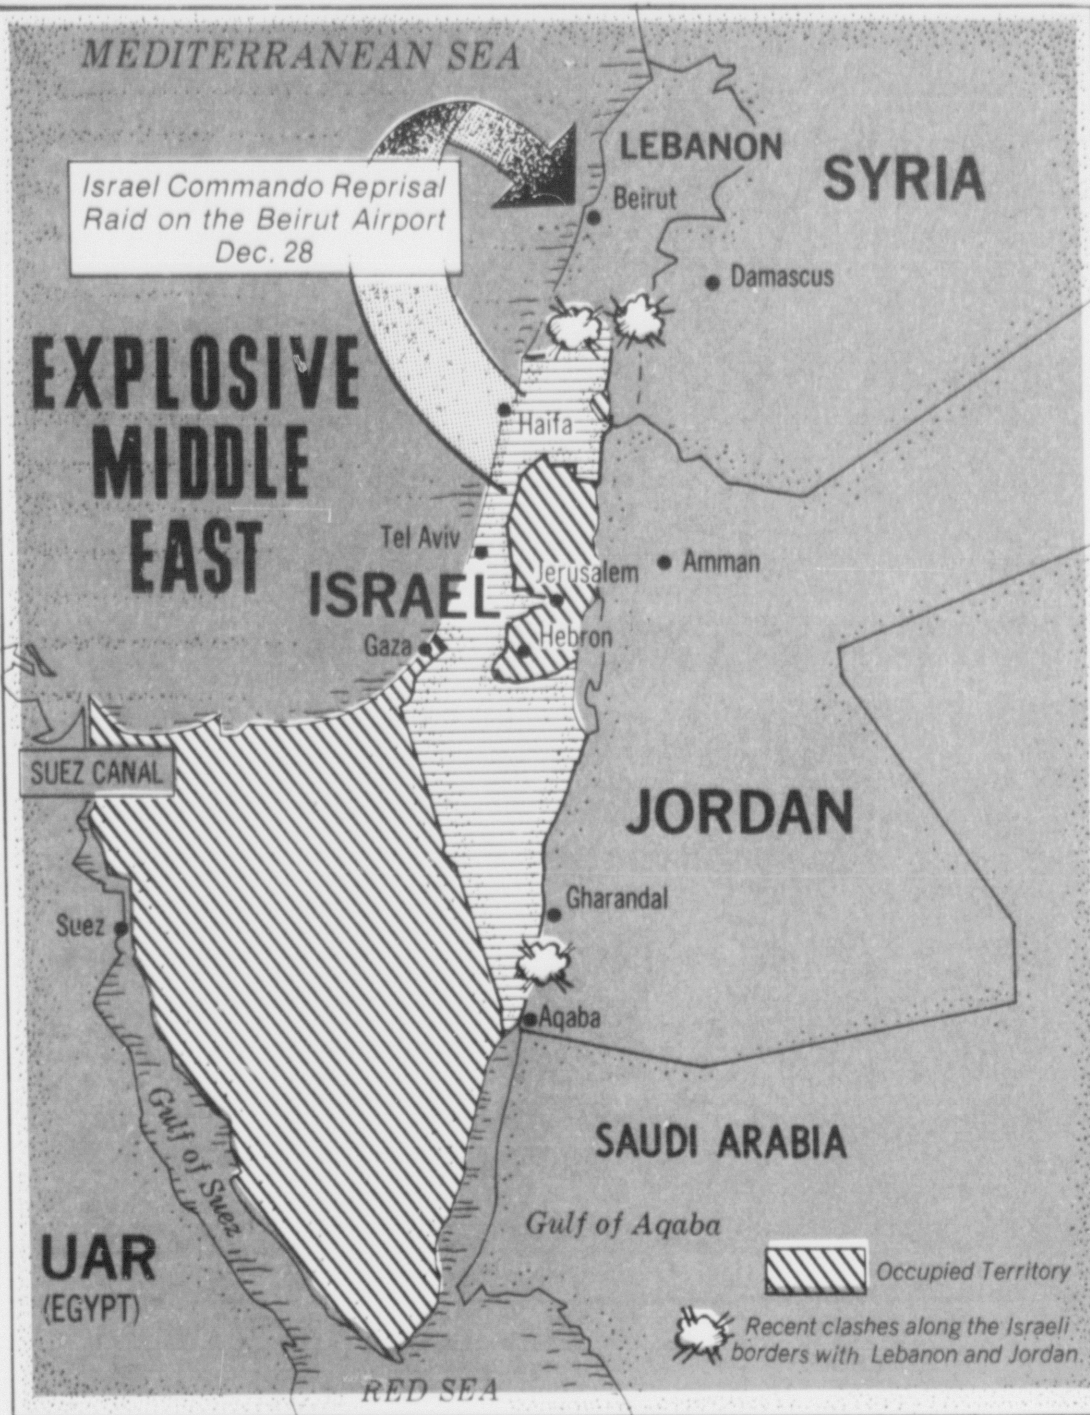 MEDITERRANEAN SEA
LEBANON
SYRIA
Israel Commando Reprisal
Raid on the Beirut Airport
Dec. 28
Beirut
Damascus
EXPLOSIVE
MIDDLE
EAST
Haifa
Tel Aviv
Jerusalem
Amman
ISRAEL
Gaza
Hebron
SUEZ CANAL
JORDAN
Gharandal
Suez
Aqaba
Gulf of Suez
SAUDI ARABIA
Gulf of Aqaba
UAR
(EGYPT)
Occupied Territory
Recent clashes along the Israeli
borders with Lebanon and Jordan.
RED SEA